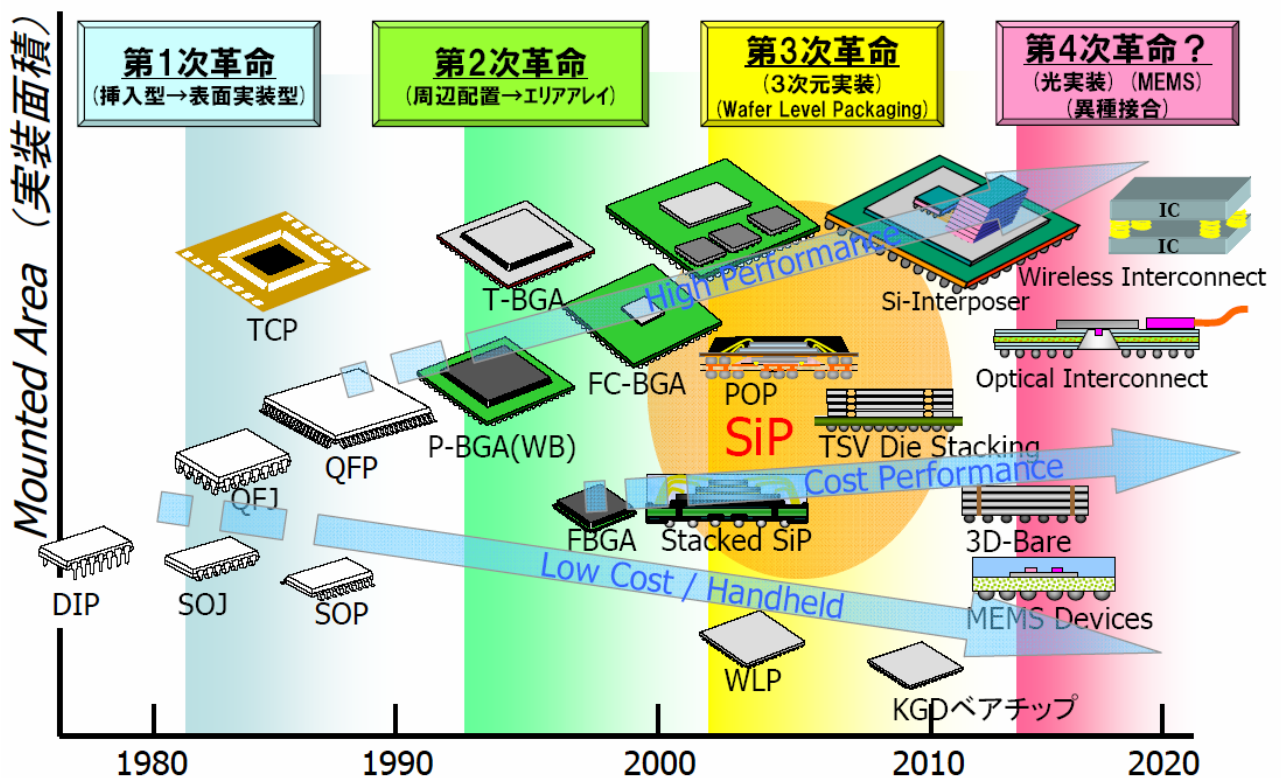 第1次革命
(挿入型→表面実装型)
第2次革命
(周辺配置→エリアアレイ)
第3次革命
(3次元実装)
(Wafer Level Packaging)
第4次革命？
(光実装) (MEMS)
(異種接合)
Mounted Area (実装面積)
TCP
T-BGA
High Performance
Si-Interposer
IC
IC
Wireless Interconnect
QFP
P-BGA(WB)
FC-BGA
POP
SiP
TSV Die Stacking
Optical Interconnect
QFJ
FBGA
Stacked SiP
Cost Performance
3D-Bare
DIP
SOJ
SOP
Low Cost / Handheld
MEMS Devices
WLP
KGDベアチップ
1980
1990
2000
2010
2020